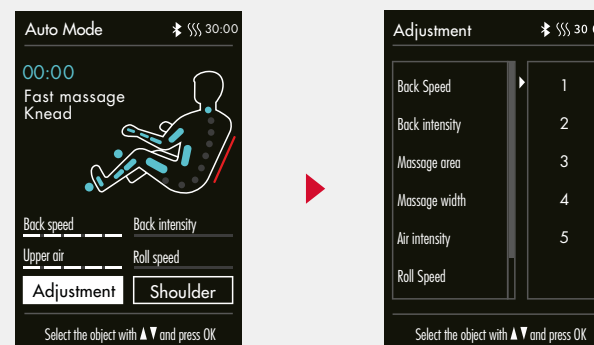 Auto Mode
30:00
00:00
Fast massage
Knead
Back speed
Back intensity
Upper air
Roll speed
Adjustment
Shoulder
Select the object with ▲▼ and press OK
Adjustment
30
Back Speed
Back intensity
Massage area
Massage width
Air intensity
Roll Speed
1
2
3
4
5
Select the object with ▲▼ and press OK